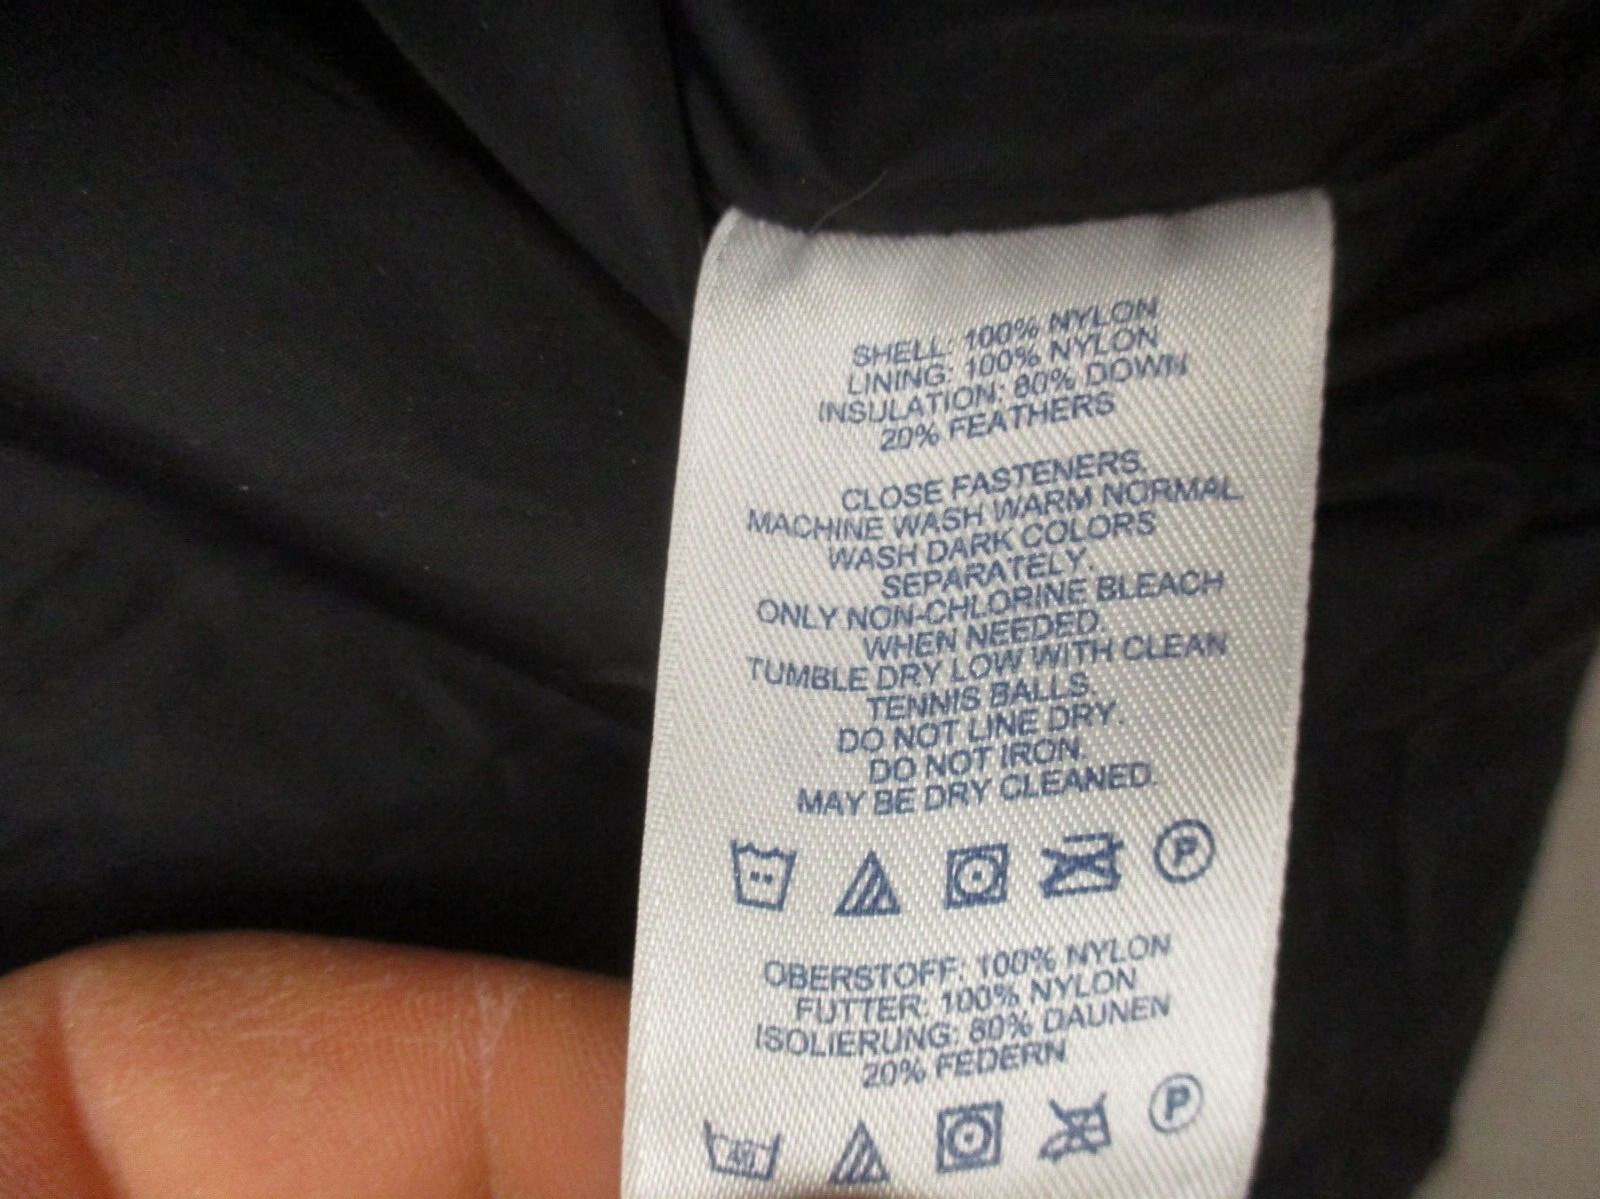 SHELL: 100% NYLON
LINING: 100% NYLON
INSULATION: 80% DOWN
20% FEATHERS
CLOSE FASTENERS.
MACHINE WASH WARM NORMAL.
WASH DARK COLORS
SEPARATELY.
ONLY NON-CHLORINE BLEACH
WHEN NEEDED.
TUMBLE DRY LOW WITH CLEAN
TENNIS BALLS.
DO NOT LINE DRY.
DO NOT IRON.
MAY BE DRY CLEANED.
P
OBERSTOFF: 100% NYLON
FUTTER: 100% NYLON
ISOLIERUNG: 80% DAUNEN
20% FEDERN
40 P